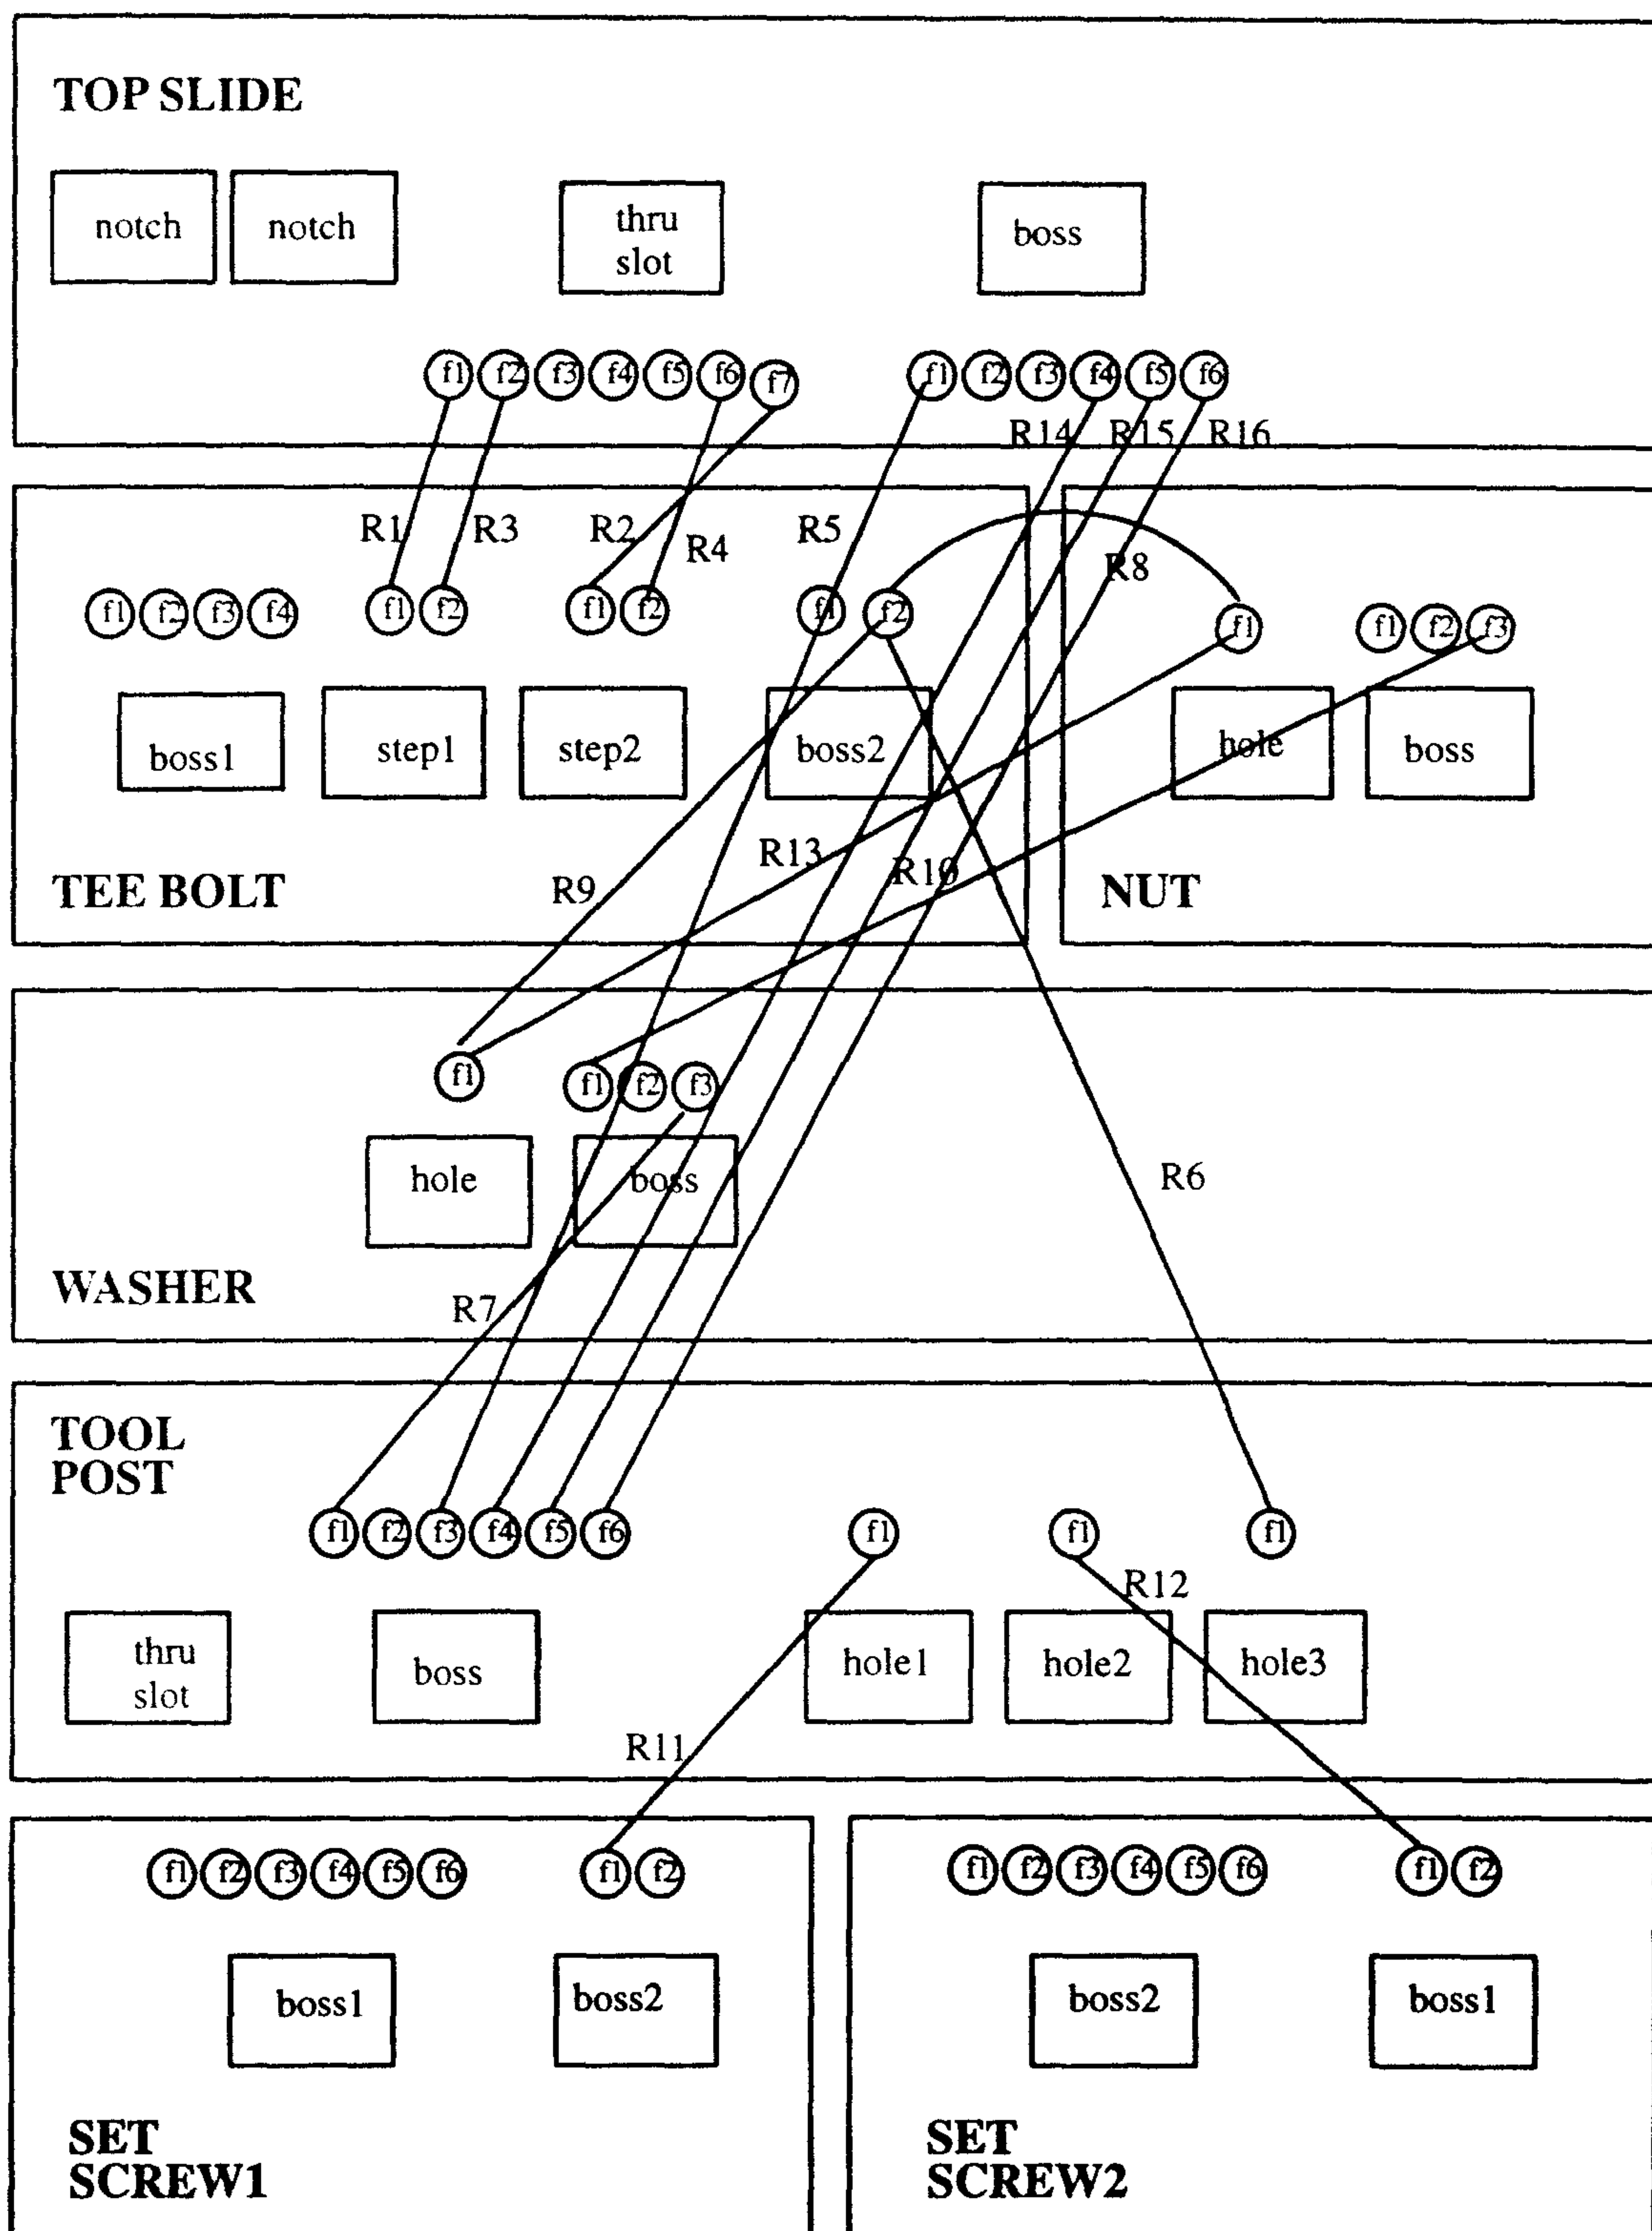 TOP SLIDE
notch notch thru boss
slot
f1 f2 f3 f4 f5 f6 f7 f1 f2 f3 f4 f5 f6
R14 R15 R16
R1 R3 R2 R4 R5 R8
f1 f2 f3 f4 f1 f2 f1 f2 f1 f2 f1 f1 f2 f3
boss1 step1 step2 boss2 hole boss
R13 R10
TEE BOLT R9 NUT
f1 f1 f2 f3
hole boss R6
WASHER R7
TOOL
POST
f1 f2 f3 f4 f5 f6 f1 f1 f1
R12
thru boss hole1 hole2 hole3
slot
R11
f1 f2 f3 f4 f5 f6 f1 f2 f1 f2 f3 f4 f5 f6 f1 f2
boss1 boss2 boss2 boss1
SET
SCREW1
SET
SCREW2